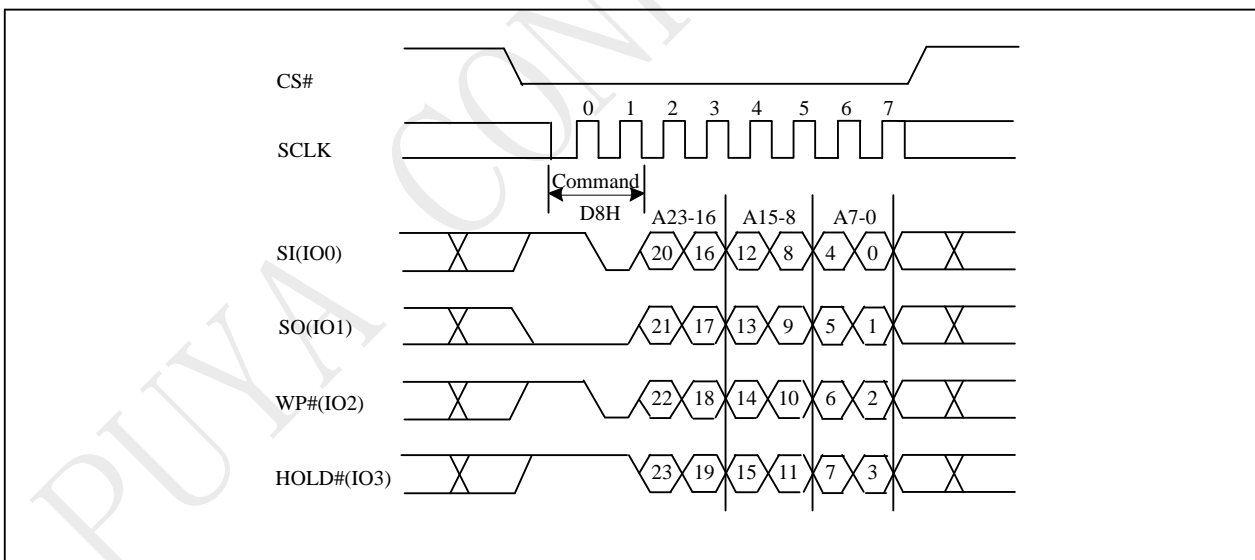 CS#
0 1 2 3 4 5 6 7
SCLK
Command
D8H
A23-16 A15-8 A7-0
SI(IO0) 20 16 12 8 4 0
SO(IO1) 21 17 13 9 5 1
WP#(IO2) 22 18 14 10 6 2
HOLD#(IO3) 23 19 15 11 7 3
PUYA CON